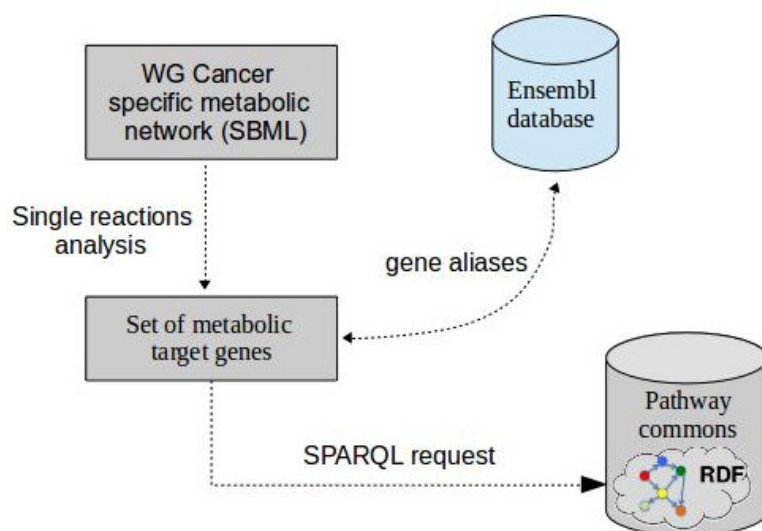 WG Cancer
specific metabolic
network (SBML)
Ensembl
database
Single reactions
analysis
gene aliases
Set of metabolic
target genes
SPARQL request
Pathway
commons
RDF